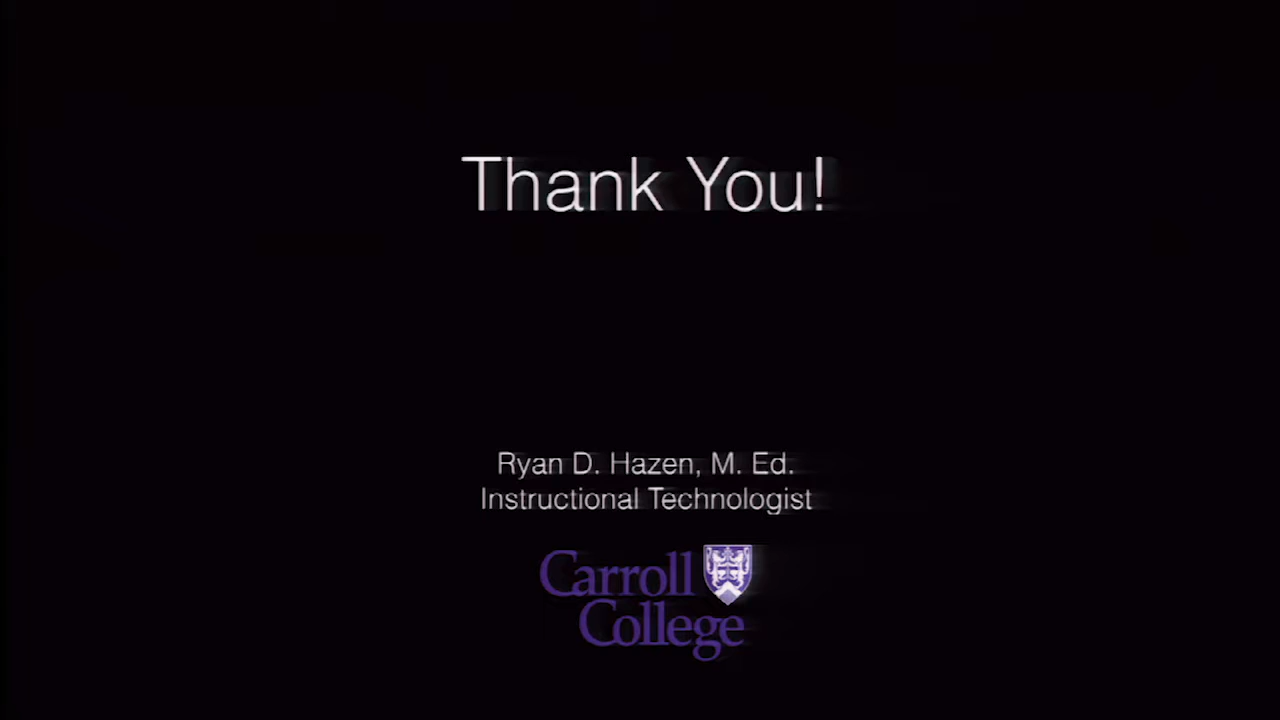 Thank You!
Ryan D. Hazen, M. Ed.
Instructional Technologist
Carroll
College